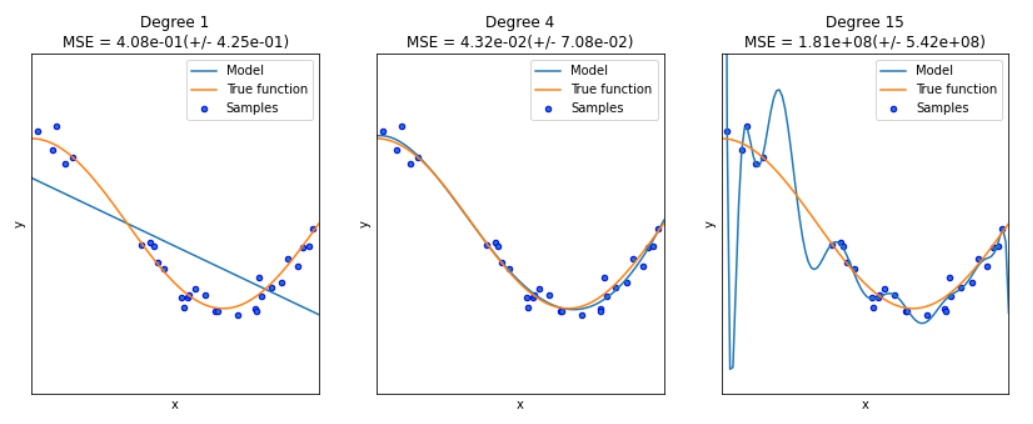 Degree 1
MSE = 4.08e-01(+/- 4.25e-01)
Model
True function
Samples
y
x
Degree 4
MSE = 4.32e-02(+/- 7.08e-02)
Model
True function
Samples
y
x
Degree 15
MSE = 1.81e+08(+/- 5.42e+08)
Model
True function
Samples
y
x